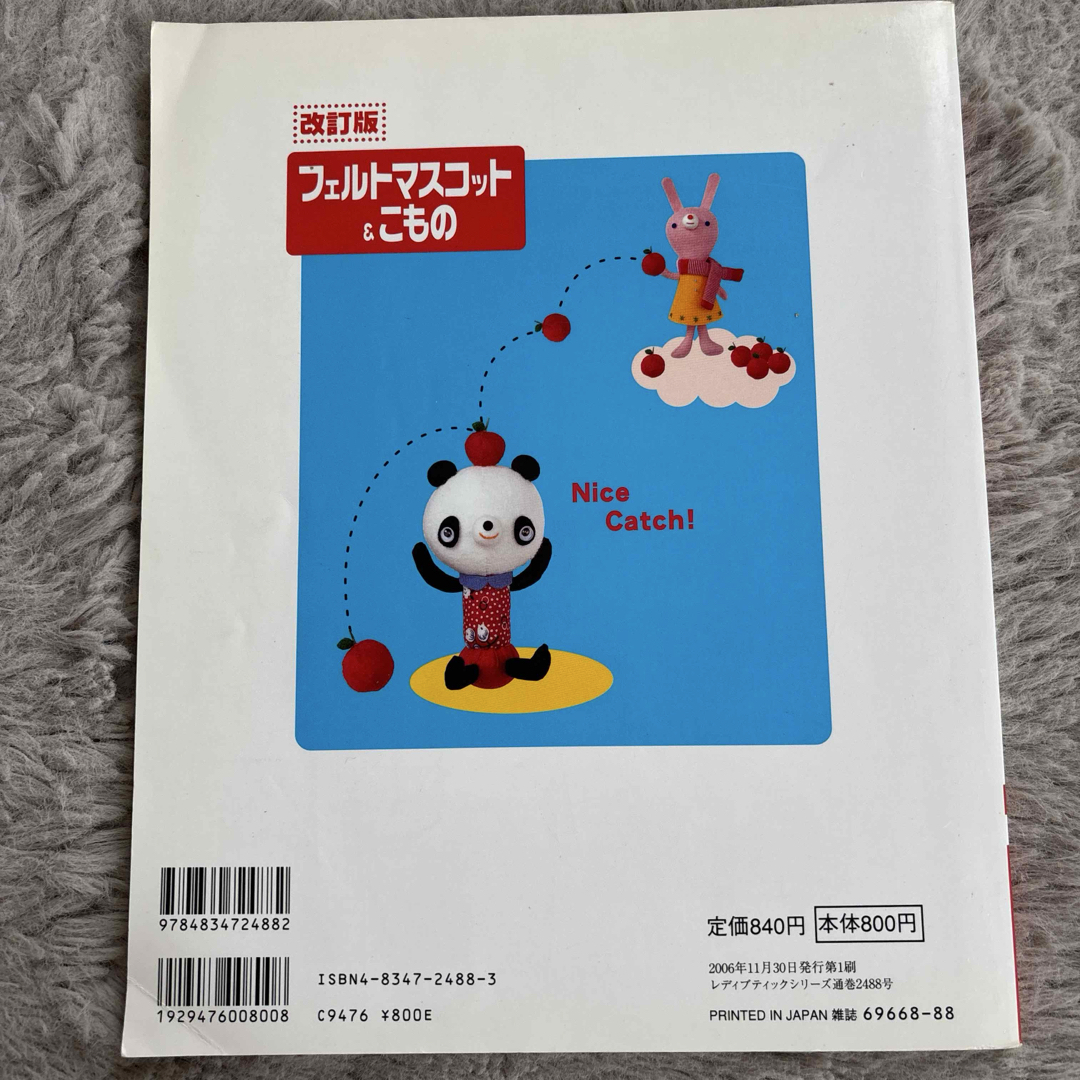 改訂版
フェルトマスコット
&こもの
Nice
Catch!
9784834724882
1929476008008
ISBN4-8347-2488-3
C9476 ¥800E
定価840円 本体800円
2006年11月30日発行第1刷
レディブティックシリーズ通巻2488号
PRINTED IN JAPAN 雑誌 69668-88